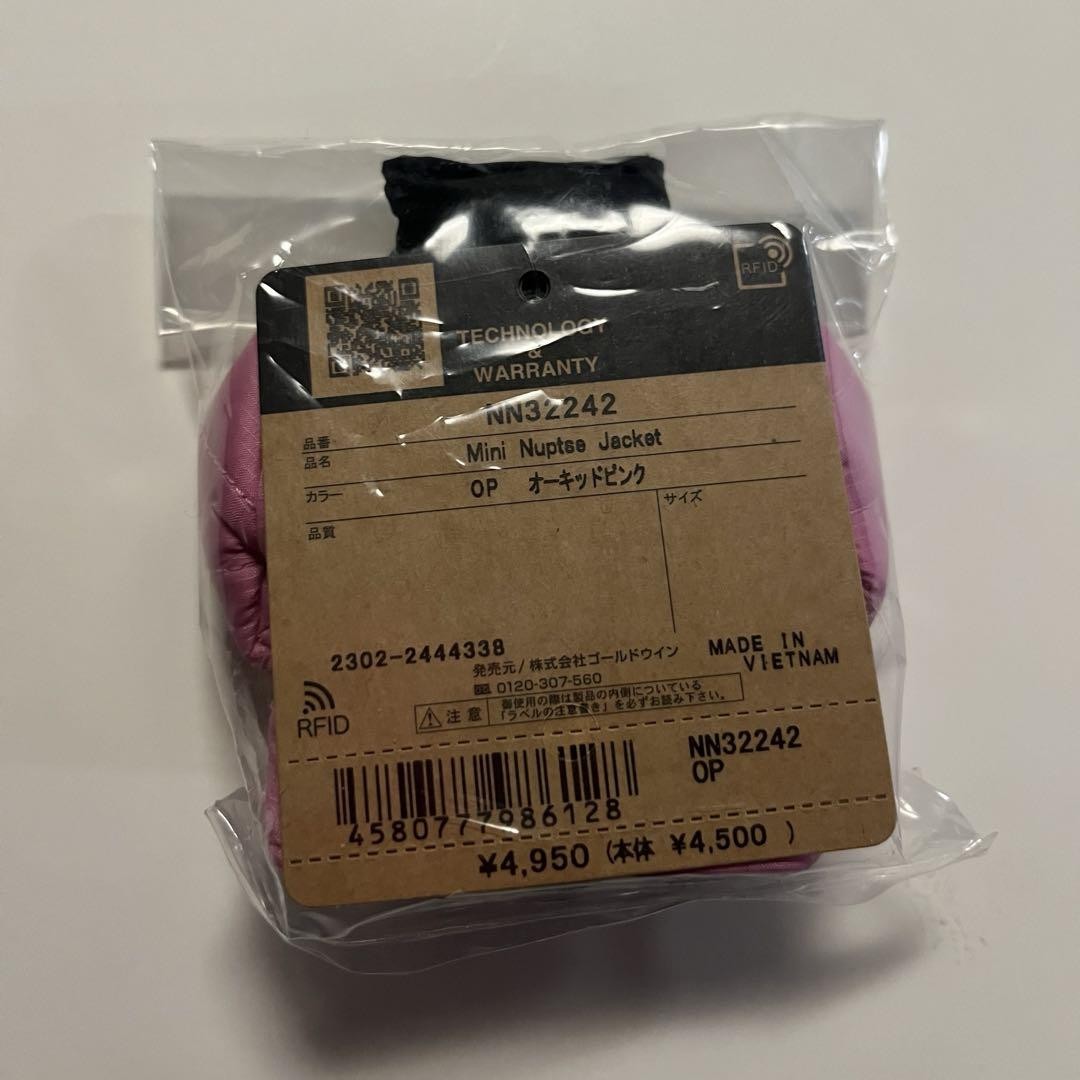 RFID
TECHNOLOGY
&
WARRANTY
品番 NN32242
品名 Mini Nuptse Jacket
カラー OP オーキッドピンク
品質 サイズ
2302-2444338
発売元/株式会社ゴールドウイン
0120-307-560
MADE IN
VIETNAM
RFID
注意
御使用の際は製品の内側についている
「ラベルの注意書き」を必ずお読み下さい。
NN32242
OP
4580777986128
¥4,950 (本体 ¥4,500 )